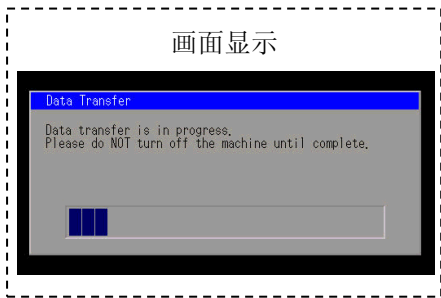 画面显示
Data Transfer
Data transfer is in progress.
Please do NOT turn off the machine until complete.